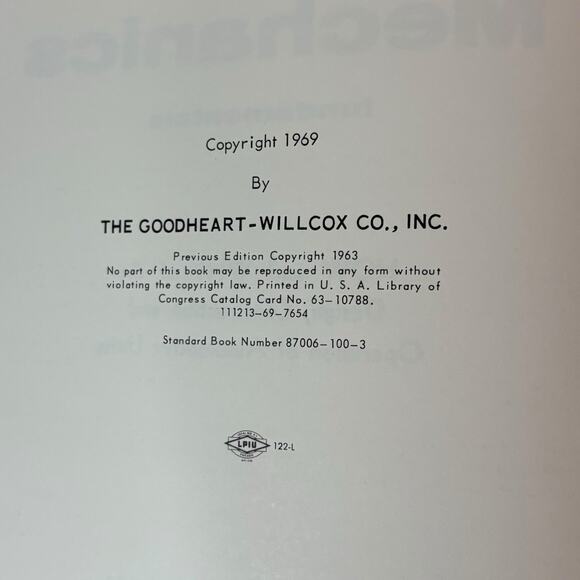 Copyright 1969
By
THE GOODHEART-WILLCOX CO., INC.
Previous Edition Copyright 1963
No part of this book may be reproduced in any form without
violating the copyright law. Printed in U. S. A. Library of
Congress Catalog Card No. 63-10788.
111213-69-7654
Standard Book Number 87006-100-3
LPIU 122-L